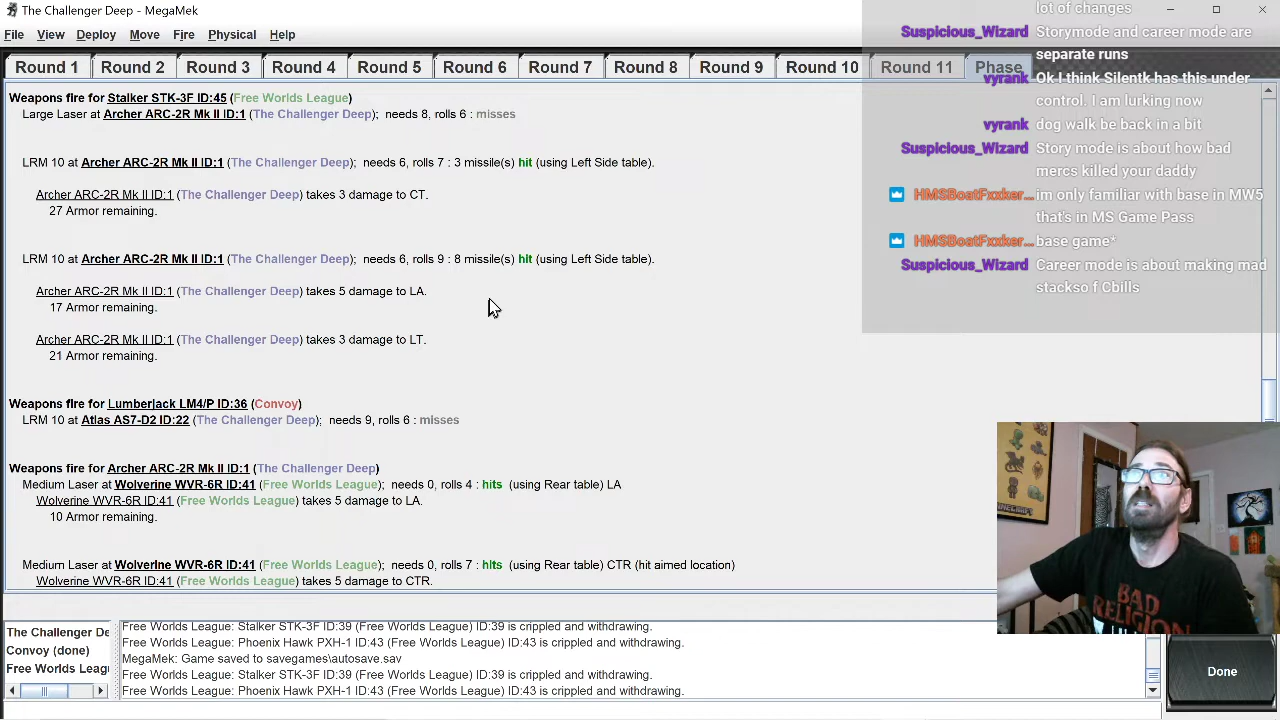 The Challenger Deep - MegaMek
File View Deploy Move Fire Physical Help
Round 1 Round 2 Round 3 Round 4 Round 5 Round 6 Round 7 Round 8 Round 9 Round 10 Round 11 Phase
Weapons fire for Stalker STK-3F ID:45 (Free Worlds League)
Large Laser at Archer ARC-2R Mk II ID:1 (The Challenger Deep); needs 8, rolls 6 : misses
LRM 10 at Archer ARC-2R Mk II ID:1 (The Challenger Deep); needs 6, rolls 7 : 3 missile(s) hit (using Left Side table).
Archer ARC-2R Mk II ID:1 (The Challenger Deep) takes 3 damage to CT.
27 Armor remaining.
LRM 10 at Archer ARC-2R Mk II ID:1 (The Challenger Deep); needs 6, rolls 9 : 8 missile(s) hit (using Left Side table).
Archer ARC-2R Mk II ID:1 (The Challenger Deep) takes 5 damage to LA.
17 Armor remaining.
Archer ARC-2R Mk II ID:1 (The Challenger Deep) takes 3 damage to LT.
21 Armor remaining.
Weapons fire for Lumberjack LM4/P ID:36 (Convoy)
LRM 10 at Atlas AS7-D2 ID:22 (The Challenger Deep); needs 9, rolls 6 : misses
Weapons fire for Archer ARC-2R Mk II ID:1 (The Challenger Deep)
Medium Laser at Wolverine WVR-6R ID:41 (Free Worlds League); needs 0, rolls 4 : hits (using Rear table) LA
Wolverine WVR-6R ID:41 (Free Worlds League) takes 5 damage to LA.
10 Armor remaining.
Medium Laser at Wolverine WVR-6R ID:41 (Free Worlds League); needs 0, rolls 7 : hits (using Rear table) CTR (hit aimed location)
Wolverine WVR-6R ID:41 (Free Worlds League) takes 5 damage to CTR.
lot of changes
Suspicious_Wizard Storymode and career mode are
separate runs
vyrank Ok I think Silentk has this under
control. I am lurking now
vyrank dog walk be back in a bit
Suspicious_Wizard Story mode is about how bad
mercs killed your daddy
HMSBoatFxxker... im only familiar with base in MW5
that's in MS Game Pass
HMSBoatFxxker... base game*
Suspicious_Wizard Career mode is about making mad
stackso f Cbills
BAD
RELIGION
MINECRAFT
The Challenger De
Convoy (done)
Free Worlds Leagu
Free Worlds League: Stalker STK-3F ID:39 (Free Worlds League) ID:39 is crippled and withdrawing.
Free Worlds League: Phoenix Hawk PXH-1 ID:43 (Free Worlds League) ID:43 is crippled and withdrawing.
MegaMek: Game saved to savegames\autosave.sav
Free Worlds League: Stalker STK-3F ID:39 (Free Worlds League) ID:39 is crippled and withdrawing.
Free Worlds League: Phoenix Hawk PXH-1 ID:43 (Free Worlds League) ID:43 is crippled and withdrawing.
Done